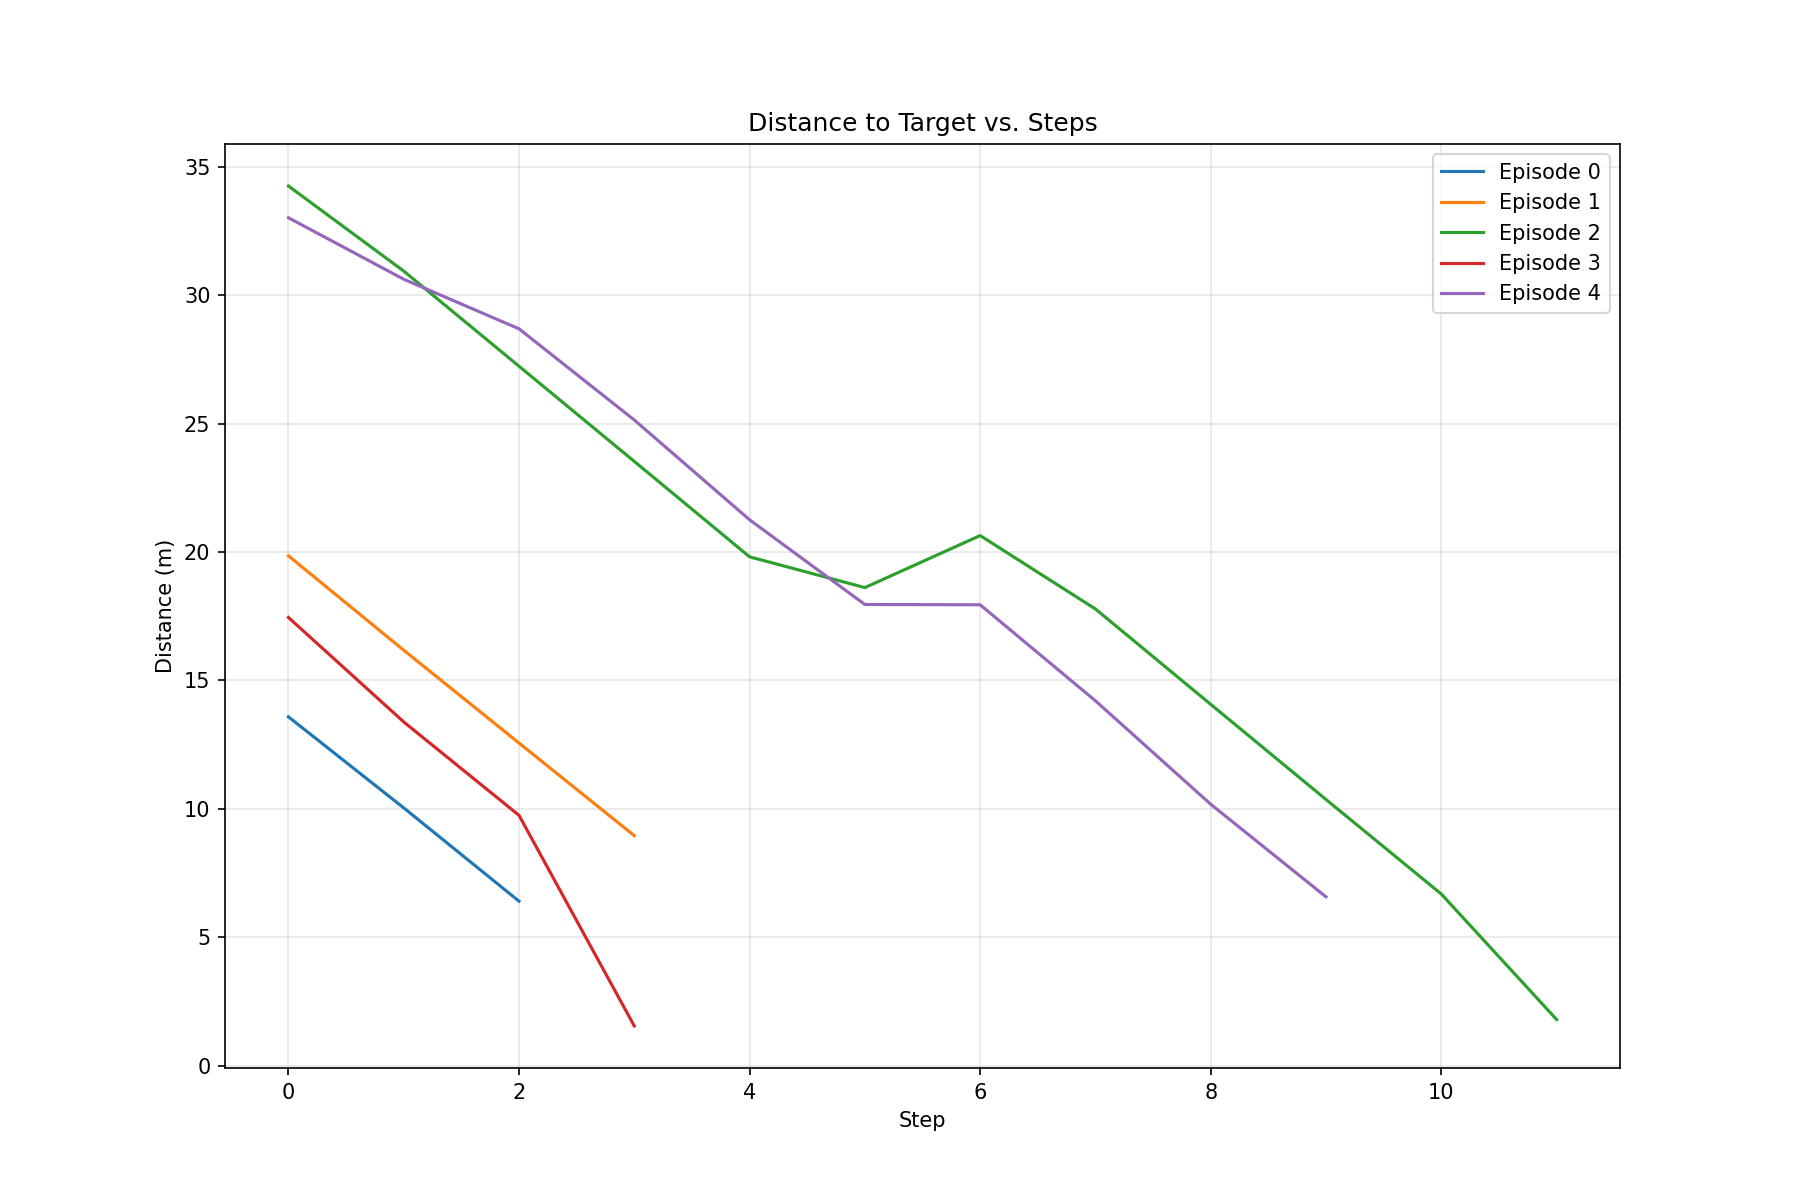 Distance to Target vs. Steps
Episode 0
Episode 1
Episode 2
Episode 3
Episode 4
Distance (m)
35
30
25
20
15
10
5
0
0 2 4 6 8 10
Step